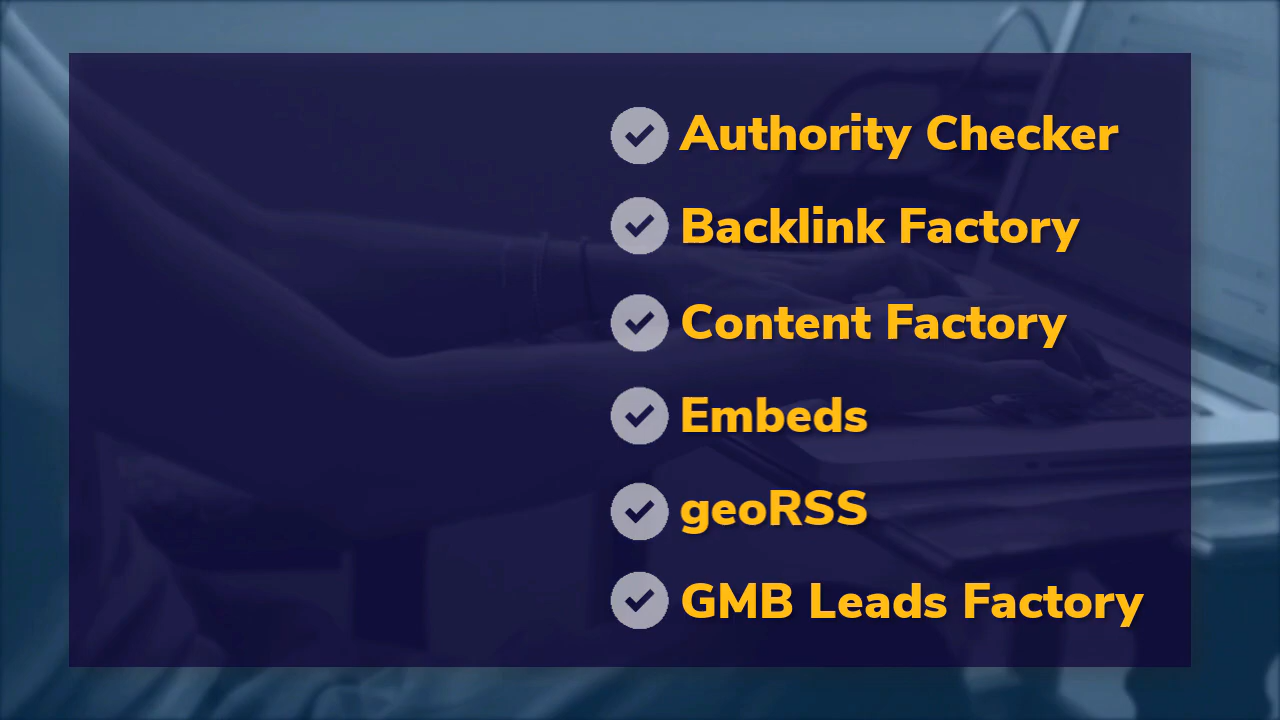 Authority Checker
Backlink Factory
Content Factory
Embeds
geoRSS
GMB Leads Factory